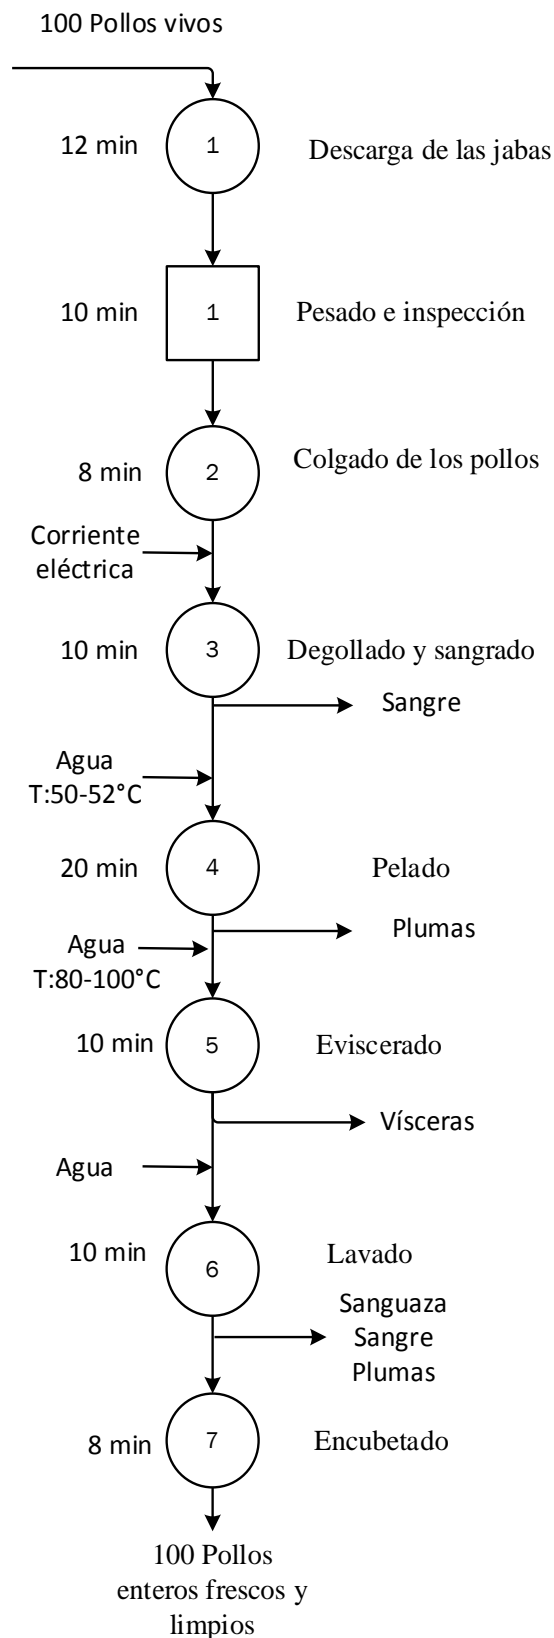 100 Pollos vivos
12 min
1
Descarga de las jabas
10 min
1
Pesado e inspección
8 min
2
Colgado de los pollos
Corriente
eléctrica
10 min
3
Degollado y sangrado
Sangre
Agua
T:50-52°C
20 min
4
Pelado
Plumas
Agua
T:80-100°C
10 min
5
Eviscerado
Vísceras
Agua
10 min
6
Lavado
Sanguaza
Sangre
Plumas
8 min
7
Encubetado
100 Pollos
enteros frescos y
limpios